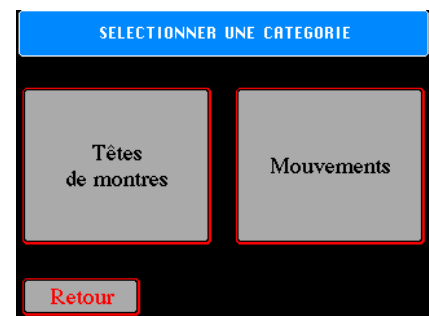 SELECTIONNER UNE CATEGORIE
Têtes
de montres
Mouvements
Retour